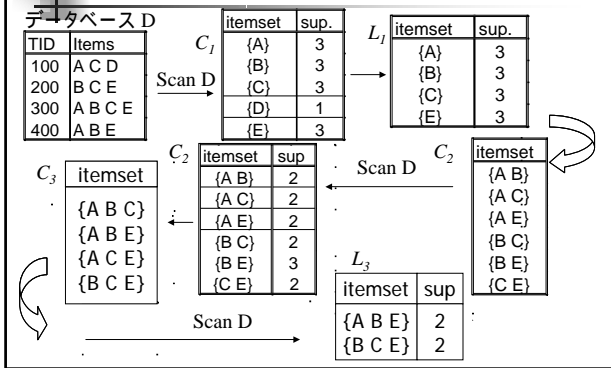 データベース D
TID Items
100 A C D
200 B C E
300 A B C E
400 A B E
Scan D
C1
itemset sup.
{A} 3
{B} 3
{C} 3
{D} 1
{E} 3
L1
itemset sup.
{A} 3
{B} 3
{C} 3
{E} 3
C2
itemset
{A B}
{A C}
{A E}
{B C}
{B E}
{C E}
Scan D
C2
itemset sup
{A B} 2
{A C} 2
{A E} 2
{B C} 2
{B E} 3
{C E} 2
C3
itemset
{A B C}
{A B E}
{A C E}
{B C E}
Scan D
L3
itemset sup
{A B E} 2
{B C E} 2